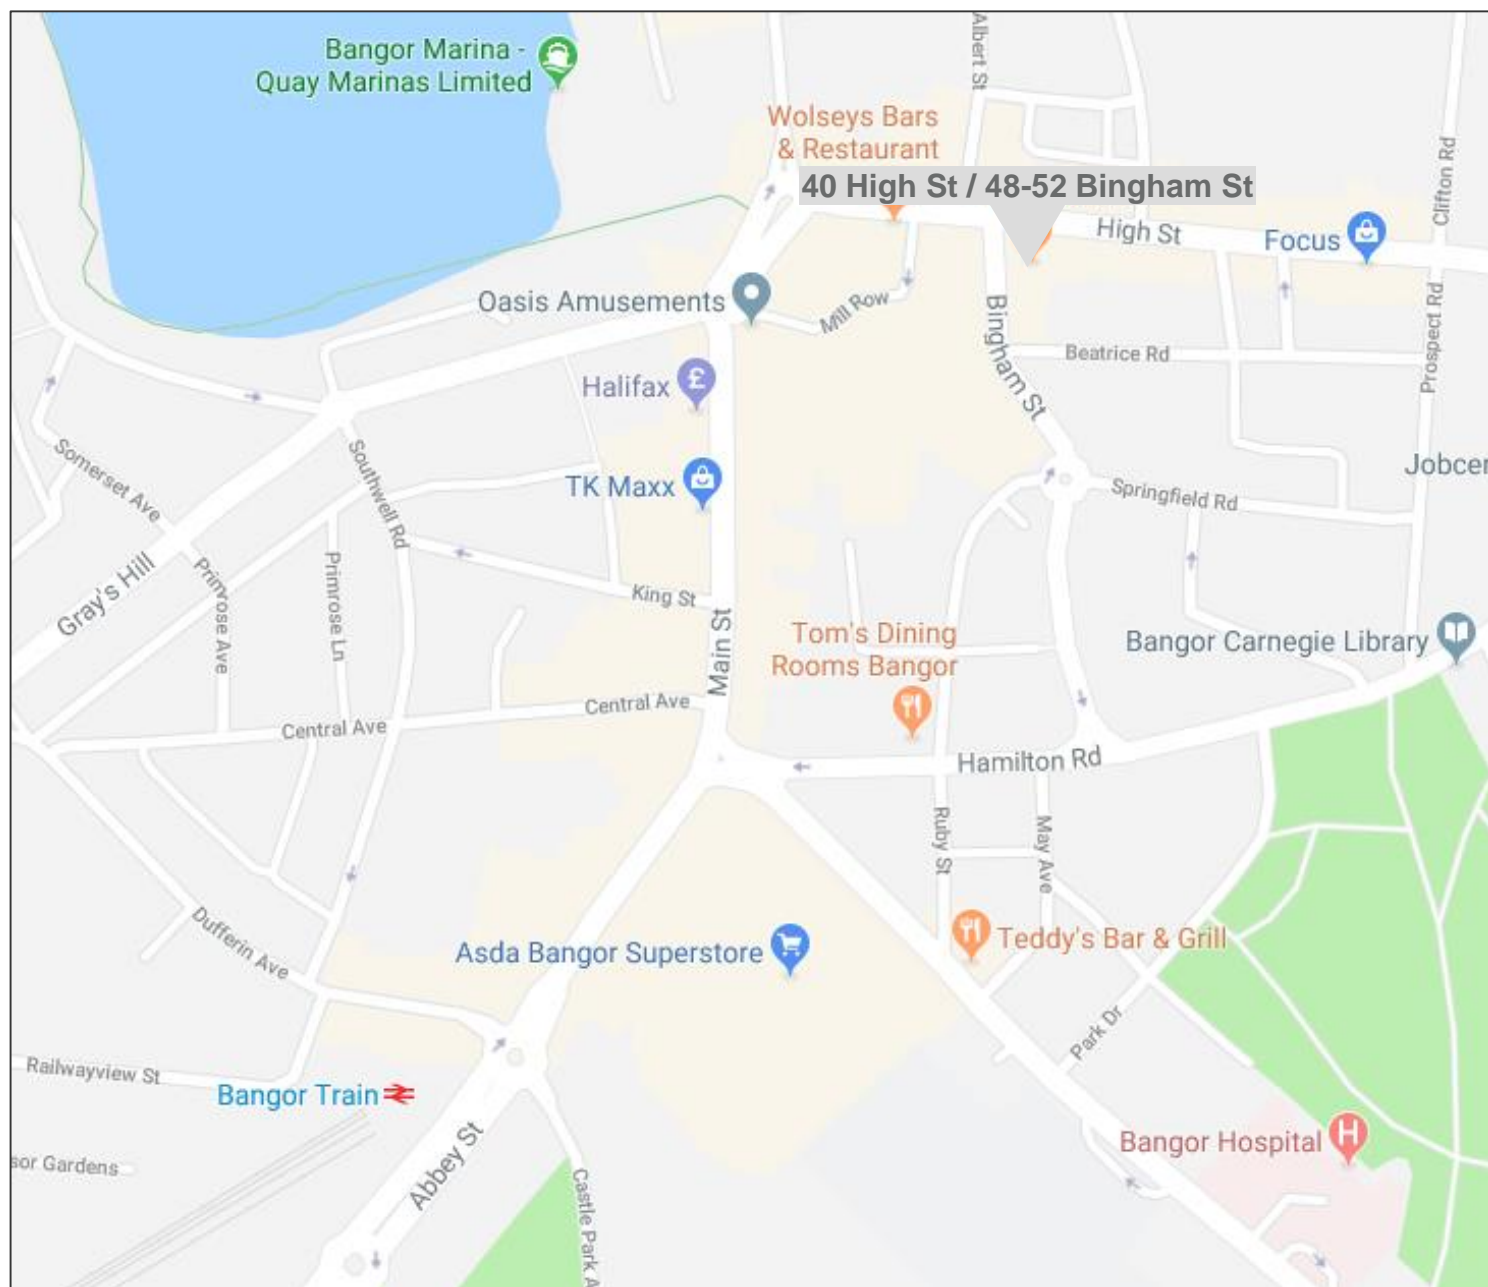 Bangor Marina -
Quay Marinas Limited
Albert St
Wolseys Bars
& Restaurant
40 High St / 48-52 Bingham St
Clifton Rd
High St
Focus
Oasis Amusements
Mill Row
Bingham St
Beatrice Rd
Prospect Rd
Halifax
£
Somerset Ave
Southwell Rd
TK Maxx
Jobcen
Springfield Rd
Gray's Hill
Primrose Ave
Primrose Ln
King St
Main St
Tom's Dining
Rooms Bangor
Bangor Carnegie Library
Central Ave
Central Ave
Hamilton Rd
Ruby St
May Ave
Dufferin Ave
Asda Bangor Superstore
Teddy's Bar & Grill
Park Dr
Railwayview St
Bangor Train
Bangor Hospital
H
sor Gardens
Abbey St
Castle Park A